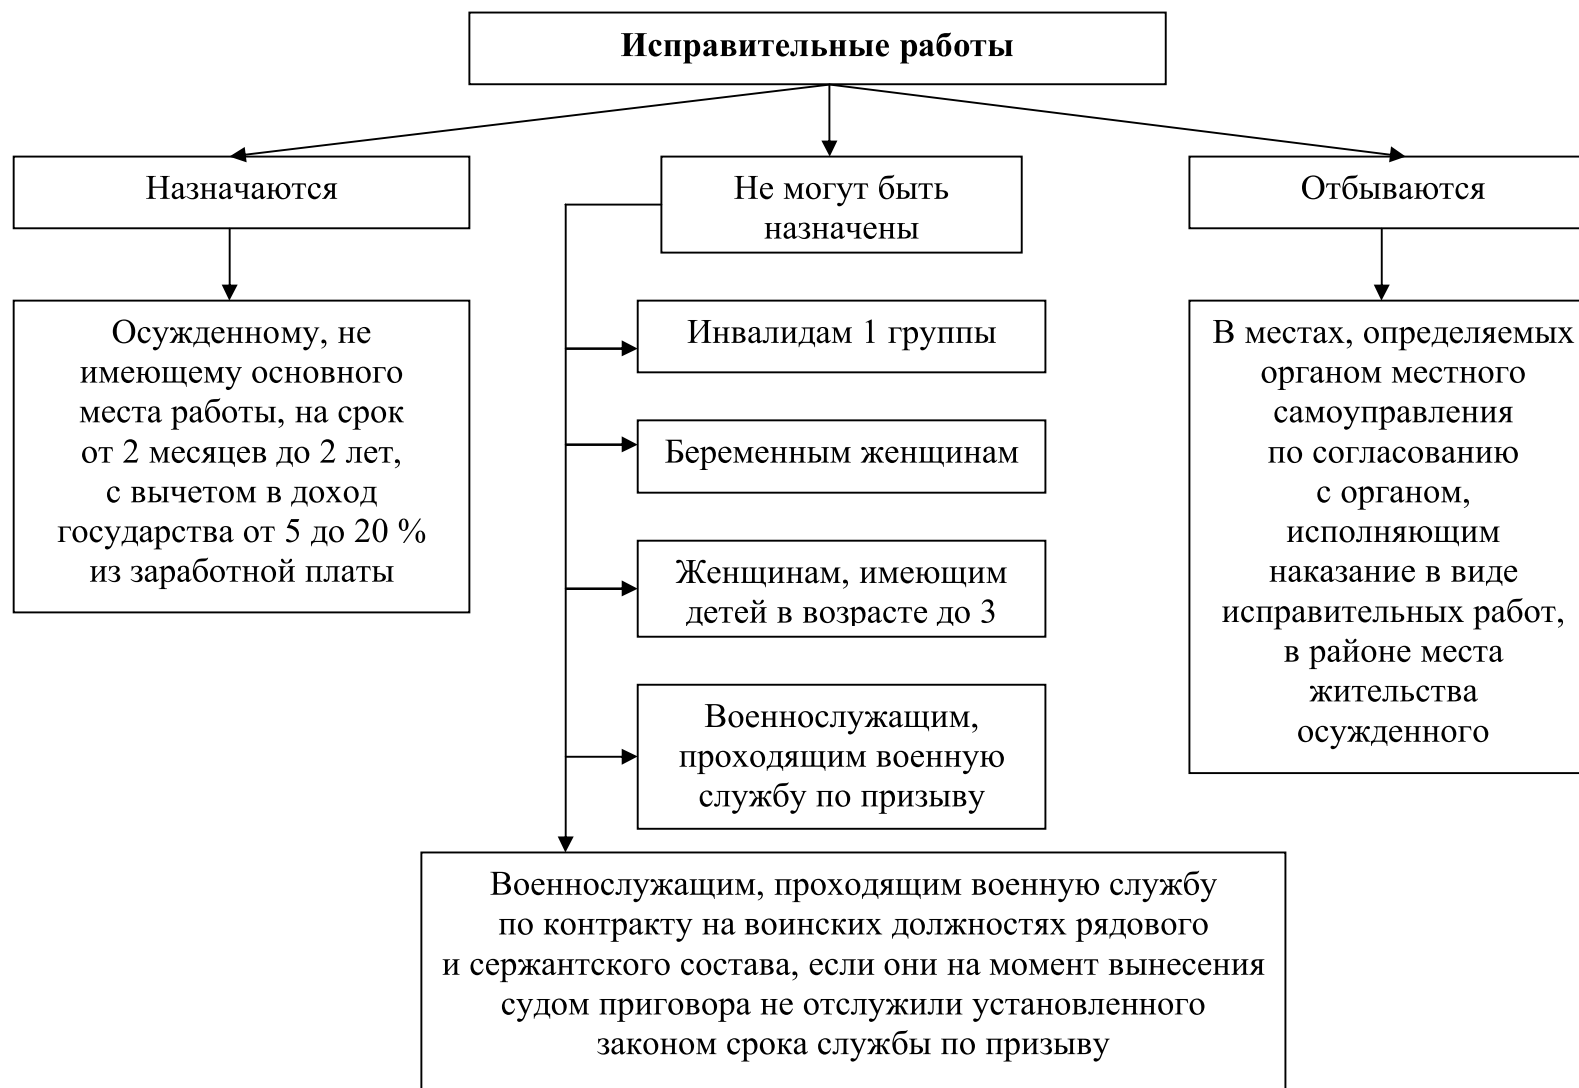 Исправительные работы
Назначаются
Осужденному, не
имеющему основного
места работы, на срок
от 2 месяцев до 2 лет,
с вычетом в доход
государства от 5 до 20 %
из заработной платы
Не могут быть
назначены
Инвалидам 1 группы
Беременным женщинам
Женщинам, имеющим
детей в возрасте до 3
Военнослужащим,
проходящим военную
службу по призыву
Военнослужащим, проходящим военную службу
по контракту на воинских должностях рядового
и сержантского состава, если они на момент вынесения
судом приговора не отслужили установленного
законом срока службы по призыву
Отбываются
В местах, определяемых
органом местного
самоуправления
по согласованию
с органом,
исполняющим
наказание в виде
исправительных работ,
в районе места
жительства
осужденного